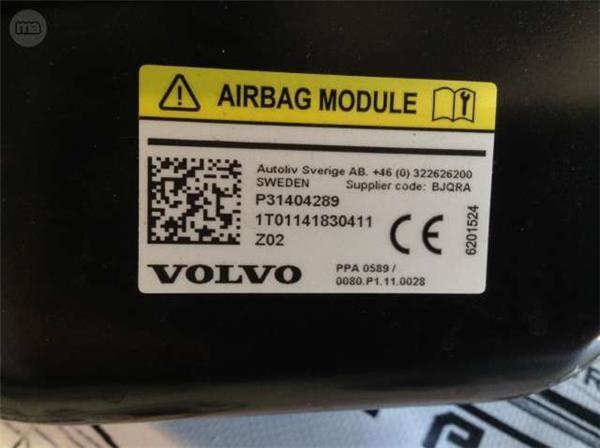 ma
AIRBAG MODULE
Autoliv Sverige AB. +46 (0) 322626200
SWEDEN Supplier code: BJQRA
P31404289
1T01141830411
Z02
CE
6201524
VOLVO
PPA 0589 /
0080.P1.11.0028